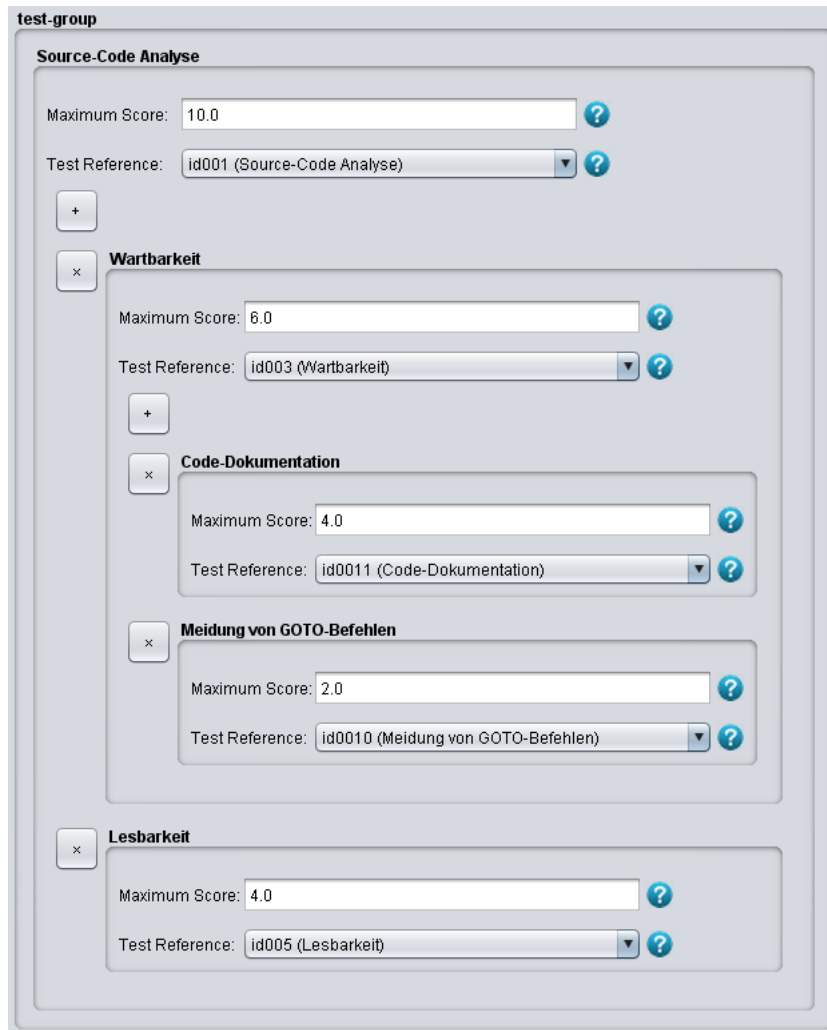 test-group
Source-Code Analyse
Maximum Score: 10.0 ?
Test Reference: id001 (Source-Code Analyse) ?
+
× Wartbarkeit
Maximum Score: 6.0 ?
Test Reference: id003 (Wartbarkeit) ?
+
× Code-Dokumentation
Maximum Score: 4.0 ?
Test Reference: id0011 (Code-Dokumentation) ?
× Meidung von GOTO-Befehlen
Maximum Score: 2.0 ?
Test Reference: id0010 (Meidung von GOTO-Befehlen) ?
× Lesbarkeit
Maximum Score: 4.0 ?
Test Reference: id005 (Lesbarkeit) ?